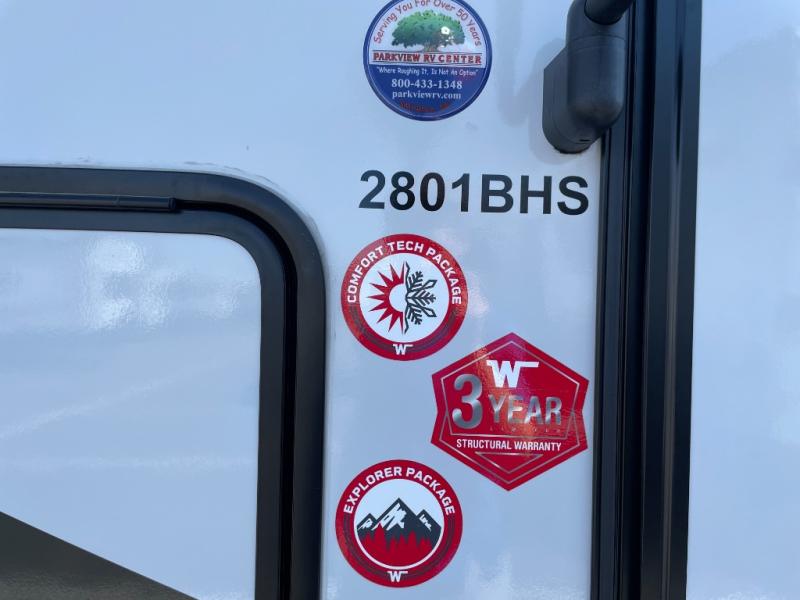 Serving You For Over 50 Years
PARKVIEW RV CENTER
"Where Roughing It, Is Not An Option"
800-433-1348
parkviewrv.com
2801BHS
COMFORT TECH PACKAGE
W
W
3 YEAR
LIMITED
STRUCTURAL WARRANTY
EXPLORER PACKAGE
W